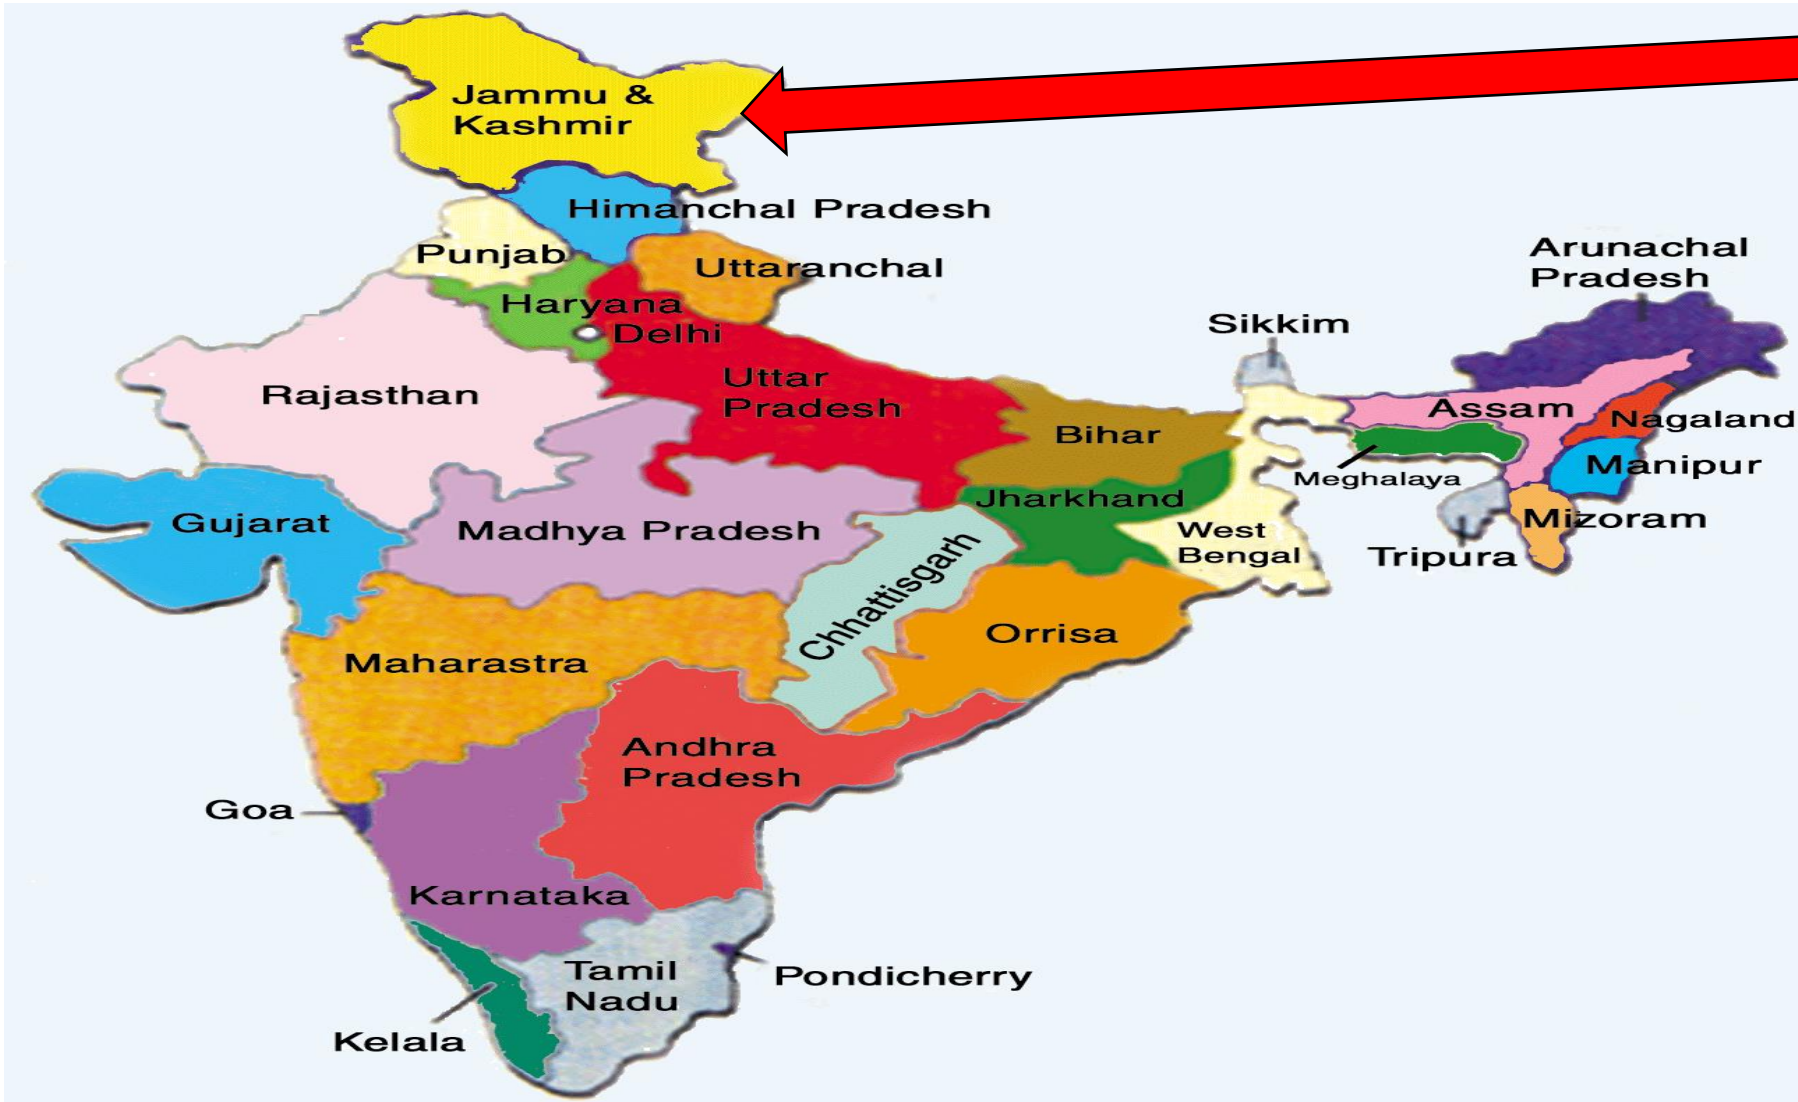 Jammu &
Kashmir
Himanchal Pradesh
Punjab
Uttaranchal
Haryana
Delhi
Arunachal
Pradesh
Sikkim
Rajasthan
Uttar
Pradesh
Bihar
Assam
Nagaland
Meghalaya
Manipur
Jharkhand
Gujarat
Madhya Pradesh
West
Bengal
Mizoram
Tripura
Chhattisgarh
Orrisa
Maharastra
Andhra
Pradesh
Goa
Karnataka
Tamil
Nadu
Pondicherry
Kelala